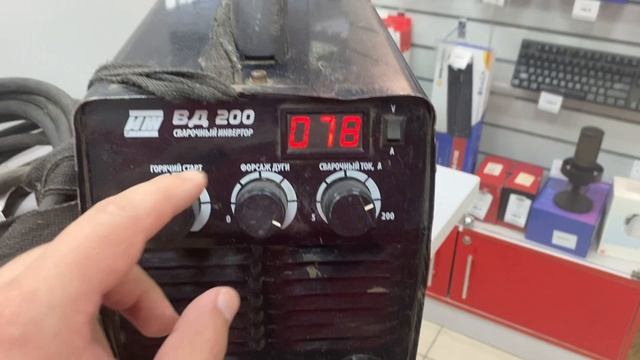 ВД 200
СВАРОЧНЫЙ ИНВЕРТОР
078
V
A
ГОРЯЧИЙ СТАРТ
ФОРСАЖ ДУГИ
СВАРОЧНЫЙ ТОК, А
0
5
200